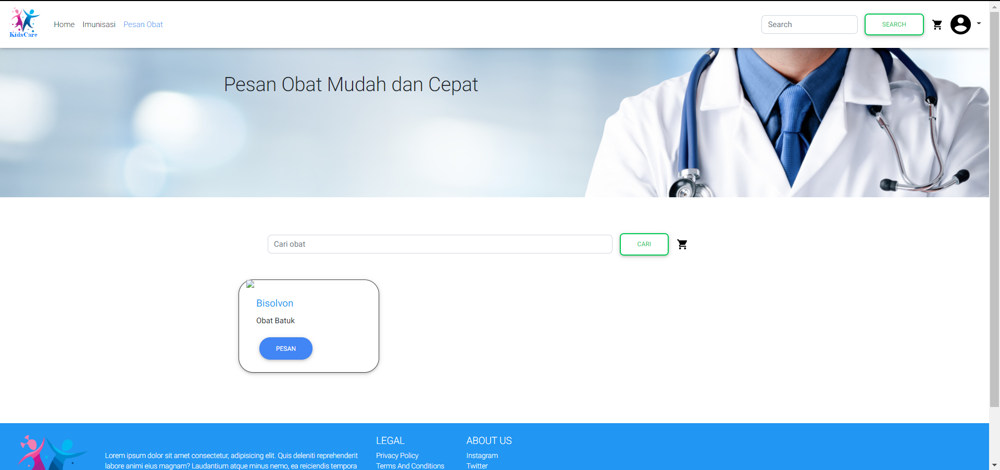 KidsCare
Home Imunisasi Pesan Obat
Search
SEARCH
Pesan Obat Mudah dan Cepat
Cari obat
CARI
Bisolvon
Obat Batuk
PESAN
Lorem ipsum dolor sit amet consectetur, adipisicing elit. Quis deleniti reprehenderit
labore animi eius magnam? Laudantium atque minus nemo, ea reiciendis tempora
LEGAL
Privacy Policy
Terms And Conditions
ABOUT US
Instagram
Twitter